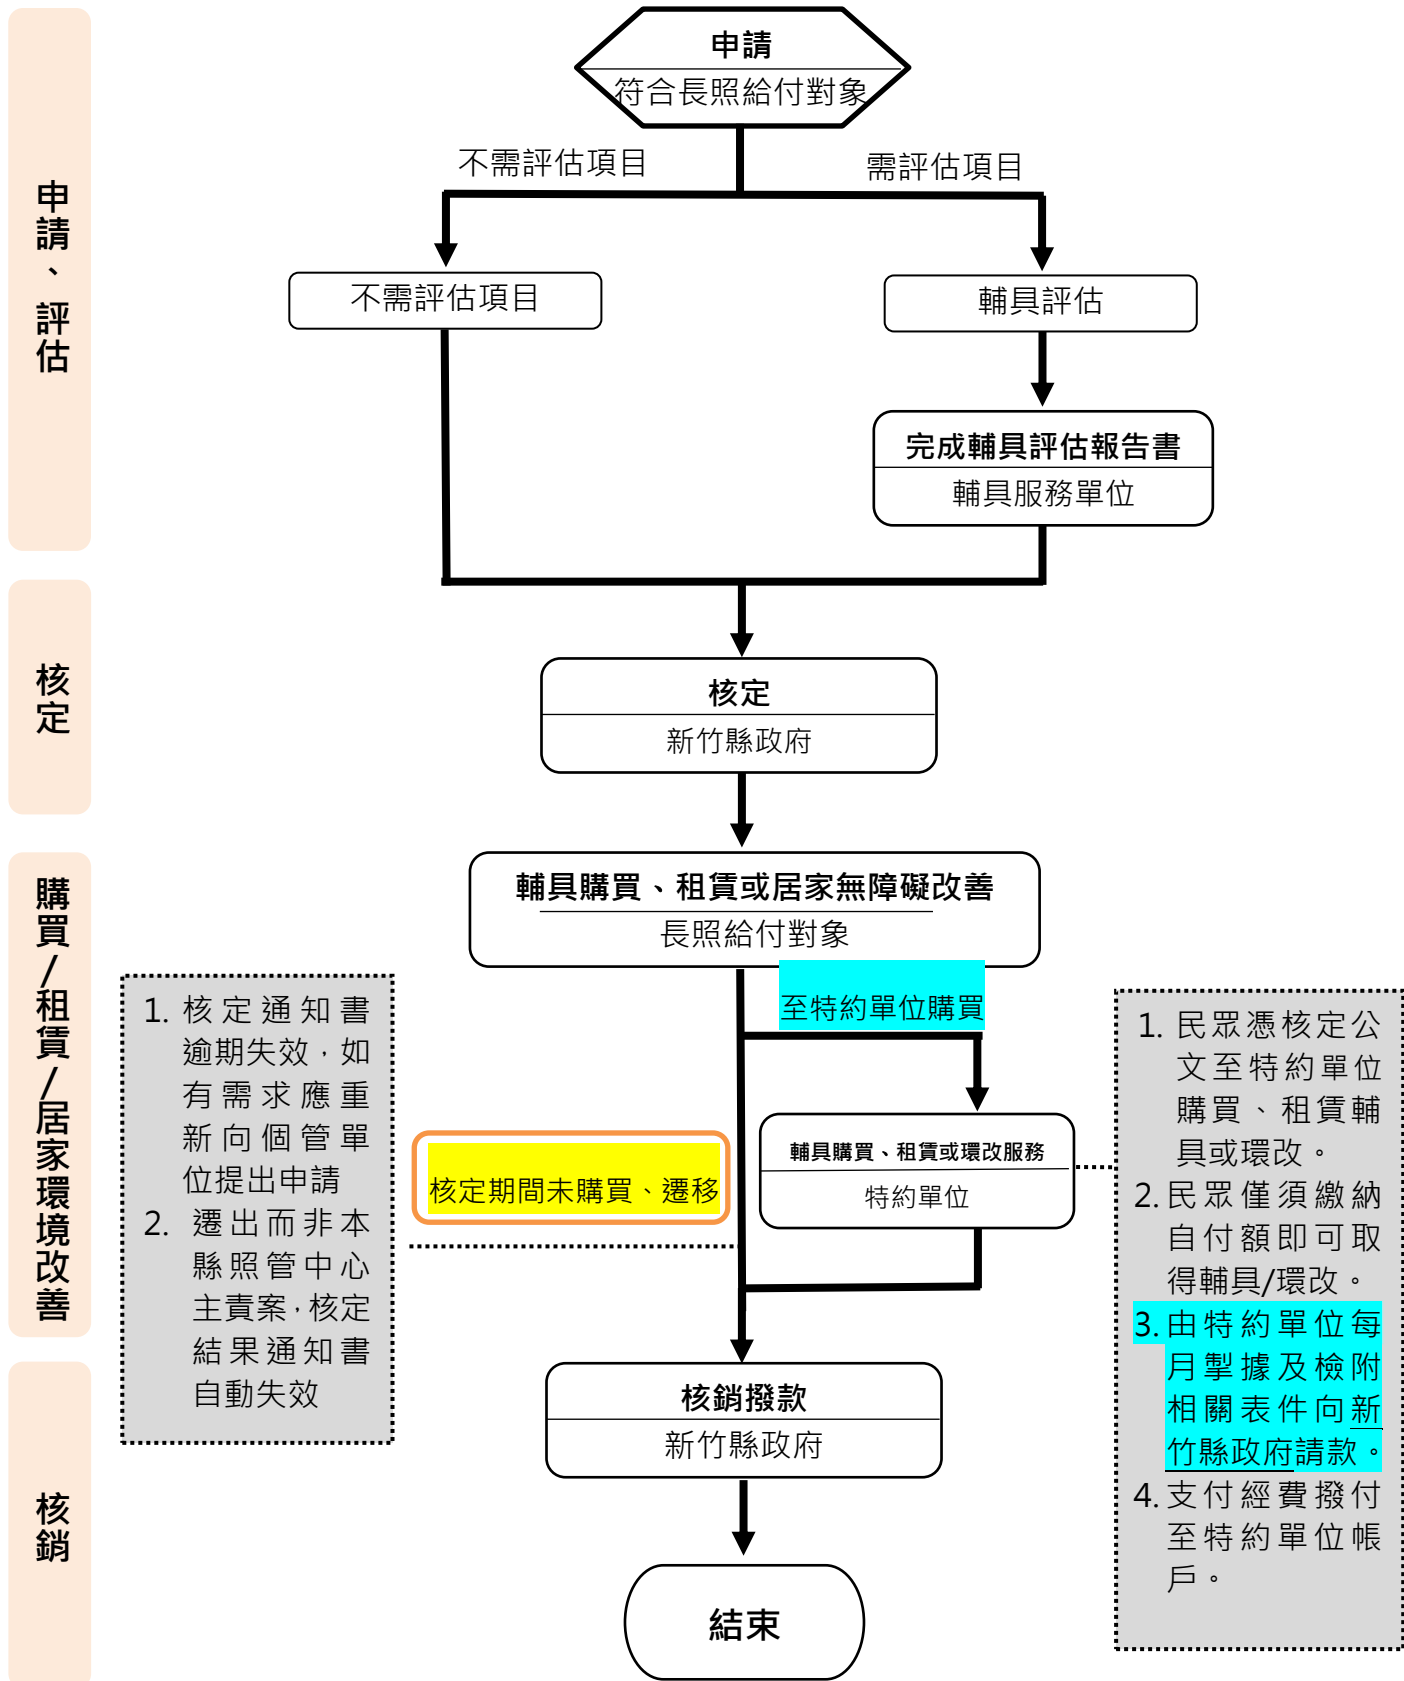 申請
符合長照給付對象
不需評估項目
需評估項目
申請、評估
不需評估項目
輔具評估
完成輔具評估報告書
輔具服務單位
核定
核定
新竹縣政府
購買/租賃/居家環境改善
輔具購買、租賃或居家無障礙改善
長照給付對象
至特約單位購買
1. 核定通知書
逾期失效，如
有需求應重
新向個管單
位提出申請
2. 遷出而非本
縣照管中心
主責案，核定
結果通知書
自動失效
核定期間未購買、遷移
輔具購買、租賃或環改服務
特約單位
1. 民眾憑核定公
文至特約單位
購買、租賃輔
具或環改。
2. 民眾僅須繳納
自付額即可取
得輔具/環改。
3. 由特約單位每
月掣據及檢附
相關表件向新
竹縣政府請款。
4. 支付經費撥付
至特約單位帳
戶。
核銷
核銷撥款
新竹縣政府
結束